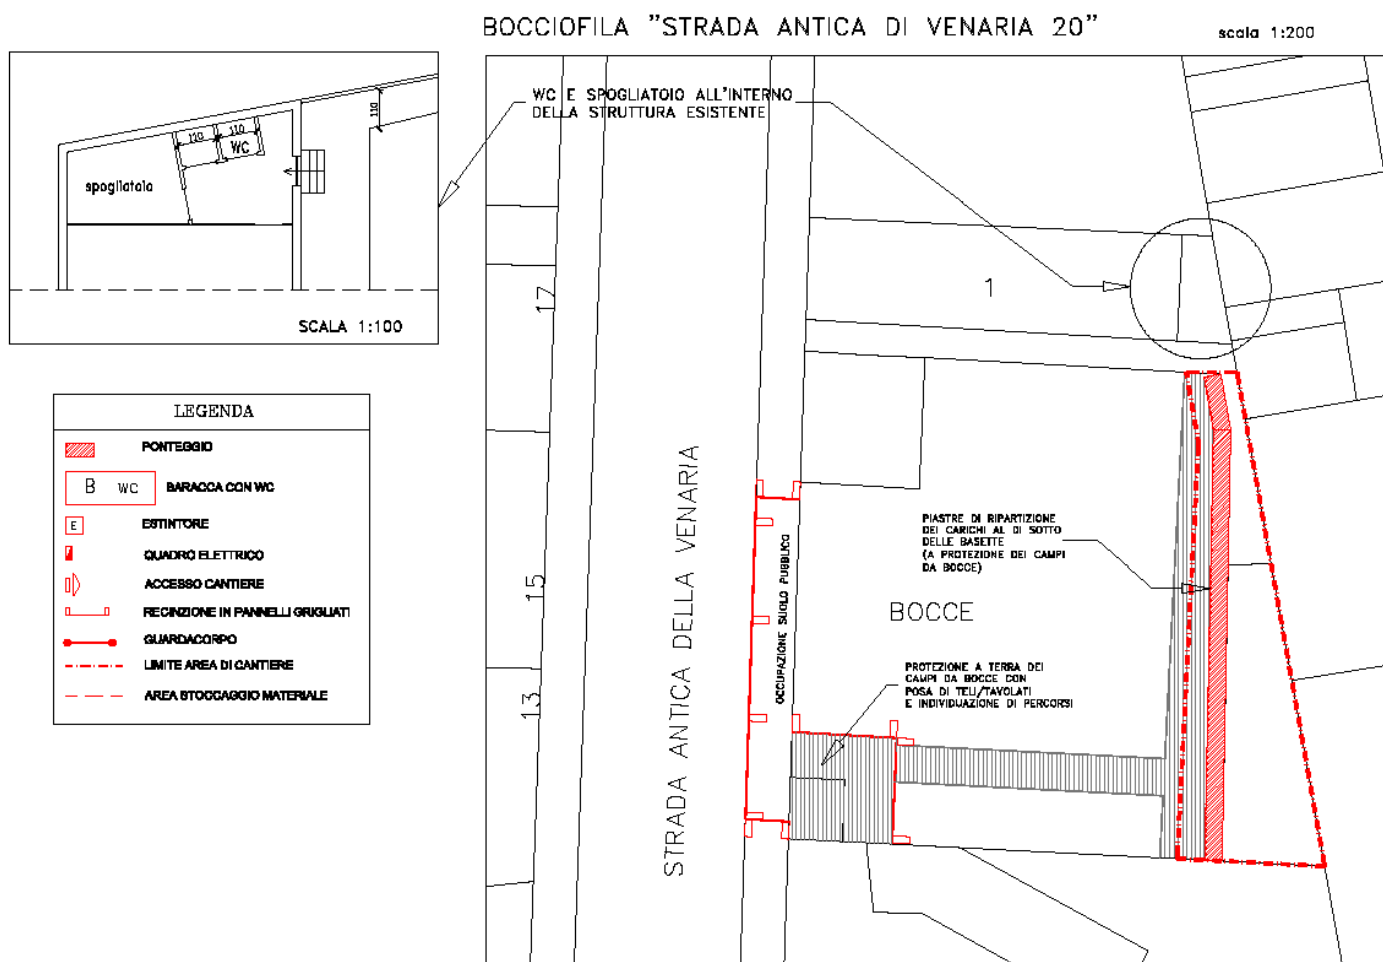 BOCCIOFILA "STRADA ANTICA DI VENARIA 20"
scala 1:200
WC E SPOGLIATOIO ALL'INTERNO
DELLA STRUTTURA ESISTENTE
110
110
110
WC
spogliatoio
SCALA 1:100
LEGENDA
PONTEGGIO
B WC
BARACCA CON WC
E
ESTINTORE
QUADRO ELETTRICO
ACCESSO CANTIERE
RECINZIONE IN PANNELLI GRIGLIATI
GUARDACORPO
LIMITE AREA DI CANTIERE
AREA STOCCAGGIO MATERIALE
17
15
13
1
STRADA ANTICA DELLA VENARIA
OCCUPAZIONE SUOLO PUBBLICO
PIASTRE DI RIPARTIZIONE
DEI CARICHI AL DI SOTTO
DELLE BASETTE
(A PROTEZIONE DEI CAMPI
DA BOCCE)
BOCCE
PROTEZIONE A TERRA DEI
CAMPI DA BOCCE CON
POSA DI TELI/TAVOLATI
E INDIVIDUAZIONE DI PERCORSI